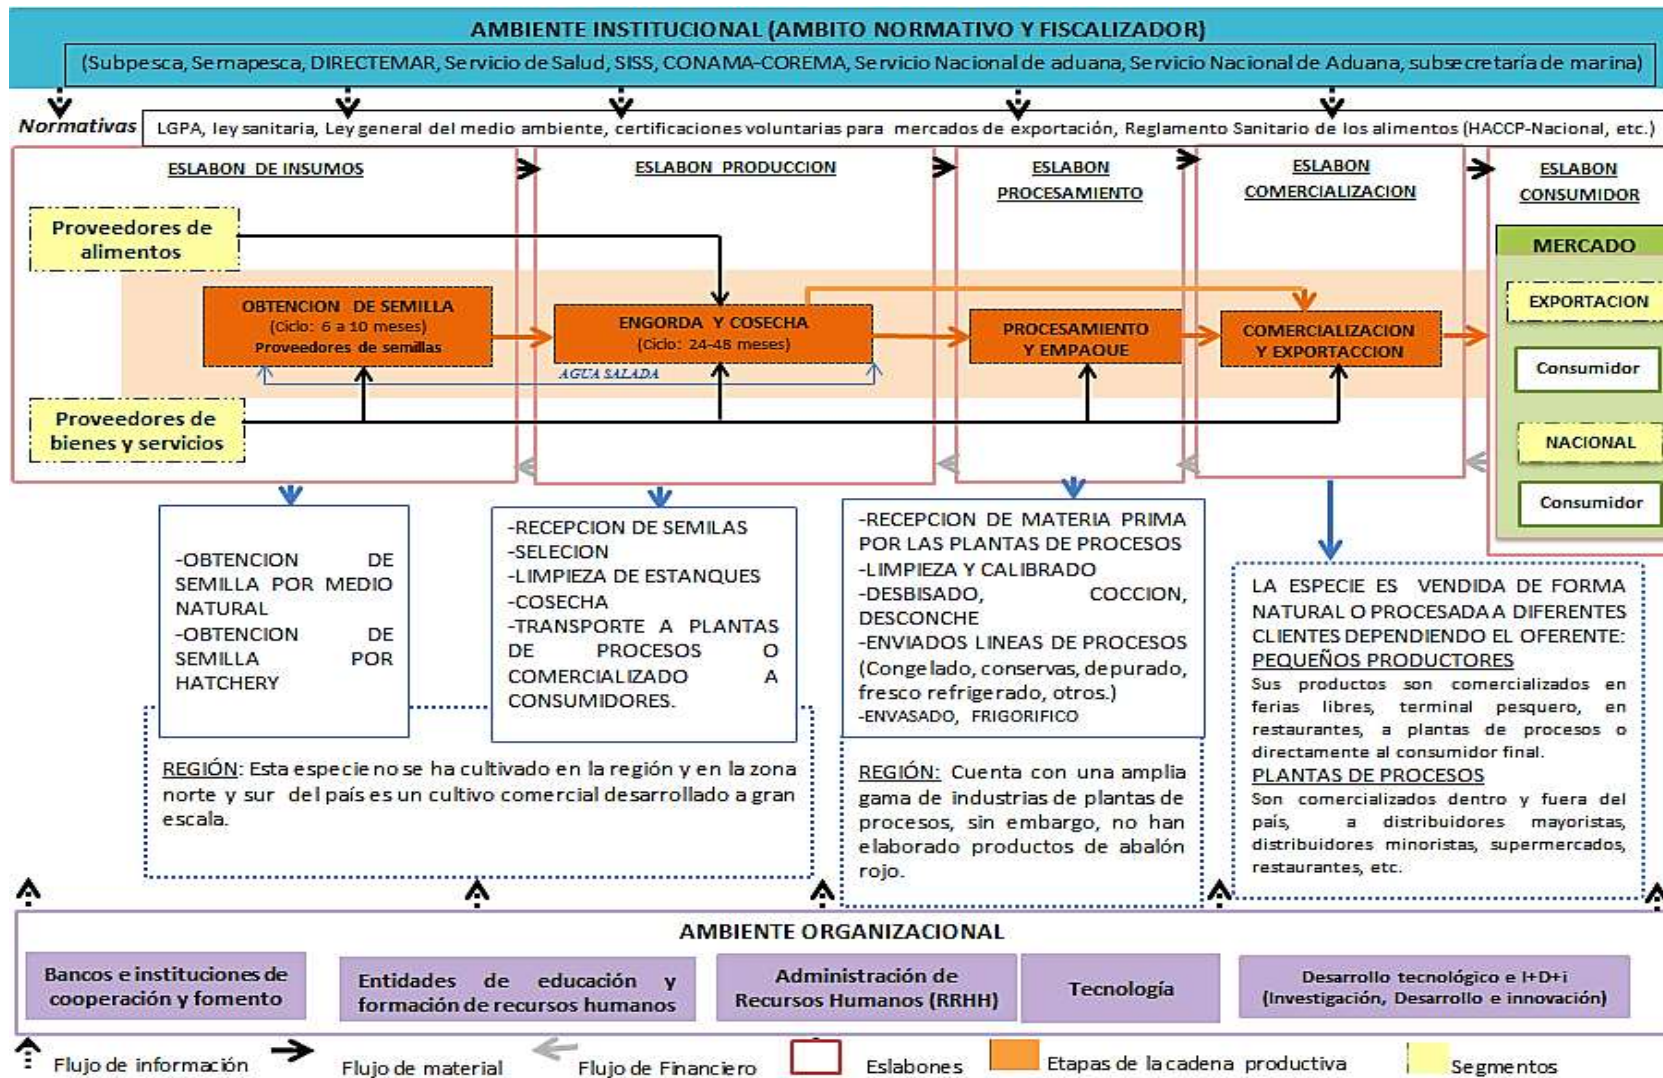 AMBIENTE INSTITUCIONAL (AMBITO NORMATIVO Y FISCALIZADOR)
(Subpesca, Sernapesca, DIRECTEMAR, Servicio de Salud, SISS, CONAMA-COREMA, Servicio Nacional de aduana, Servicio Nacional de Aduana, subsecretaría de marina)
Normativas
LGPA, ley sanitaria, Ley general del medio ambiente, certificaciones voluntarias para mercados de exportación, Reglamento Sanitario de los alimentos (HACCP-Nacional, etc.)
ESLABON DE INSUMOS
ESLABON PRODUCCION
ESLABON
PROCESAMIENTO
ESLABON
COMERCIALIZACION
ESLABON
CONSUMIDOR
Proveedores de
alimentos
OBTENCION DE SEMILLA
(Ciclo: 6 a 10 meses)
Proveedores de semillas
ENGORDA Y COSECHA
(Ciclo: 24-48 meses)
PROCESAMIENTO
Y EMPAQUE
COMERCIALIZACION
Y EXPORTACCION
AGUA SALADA
Proveedores de
bienes y servicios
MERCADO
EXPORTACION
Consumidor
NACIONAL
Consumidor
-OBTENCION DE
SEMILLA POR MEDIO
NATURAL
-OBTENCION DE
SEMILLA POR
HATCHERY
-RECEPCION DE SEMILAS
-SELECION
-LIMPIEZA DE ESTANQUES
-COSECHA
-TRANSPORTE A PLANTAS
DE PROCESOS O
COMERCIALIZADO A
CONSUMIDORES.
-RECEPCION DE MATERIA PRIMA
POR LAS PLANTAS DE PROCESOS
-LIMPIEZA Y CALIBRADO
-DESBISADO, COCCION,
DESCONCHE
-ENVIADOS LINEAS DE PROCESOS
(Congelado, conservas, depurado,
fresco refrigerado, otros.)
-ENVASADO, FRIGORIFICO
LA ESPECIE ES VENDIDA DE FORMA
NATURAL O PROCESADA A DIFERENTES
CLIENTES DEPENDIENDO EL OFERENTE:
PEQUEÑOS PRODUCTORES
Sus productos son comercializados en
ferias libres, terminal pesquero, en
restaurantes, a plantas de procesos o
directamente al consumidor final.
PLANTAS DE PROCESOS
Son comercializados dentro y fuera del
país, a distribuidores mayoristas,
distribuidores minoristas, supermercados,
restaurantes, etc.
REGIÓN: Esta especie no se ha cultivado en la región y en la zona
norte y sur del país es un cultivo comercial desarrollado a gran
escala.
REGIÓN: Cuenta con una amplia
gama de industrias de plantas de
procesos, sin embargo, no han
elaborado productos de abalón
rojo.
AMBIENTE ORGANIZACIONAL
Bancos e instituciones de
cooperación y fomento
Entidades de educación y
formación de recursos humanos
Administración de
Recursos Humanos (RRHH)
Tecnología
Desarrollo tecnológico e I+D+i
(Investigación, Desarrollo e innovación)
Flujo de información
Flujo de material
Flujo de Financiero
Eslabones
Etapas de la cadena productiva
Segmentos